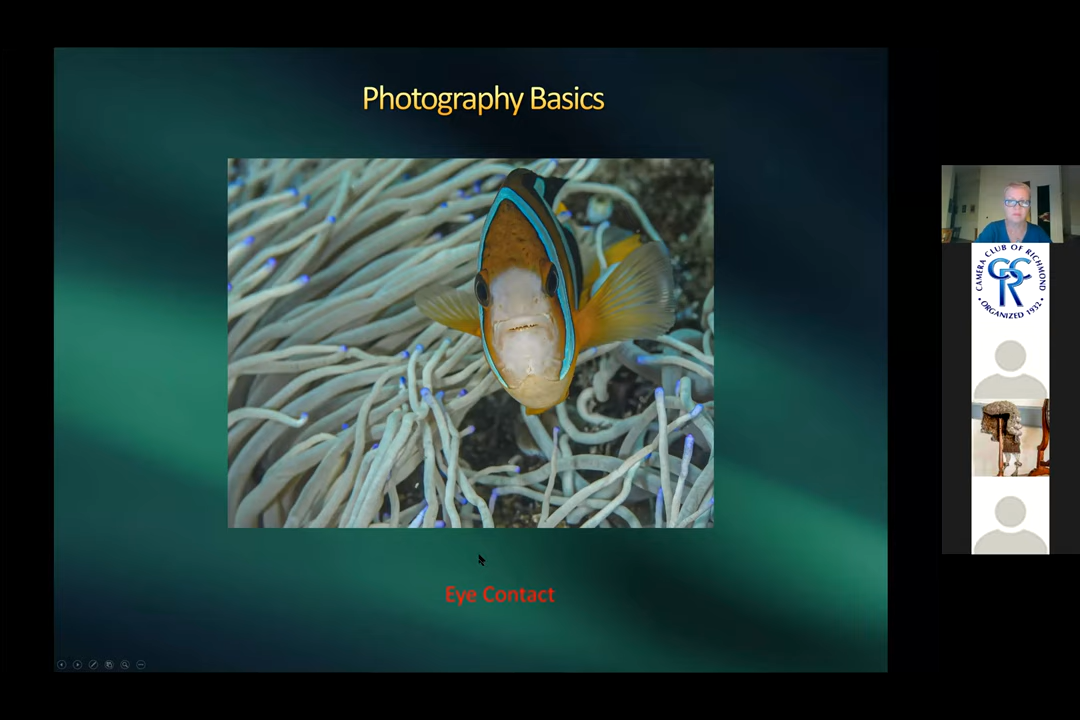 Photography Basics
Eye Contact
CAMERA CLUB OF RICHMOND
CCR
• ORGANIZED 1932 •